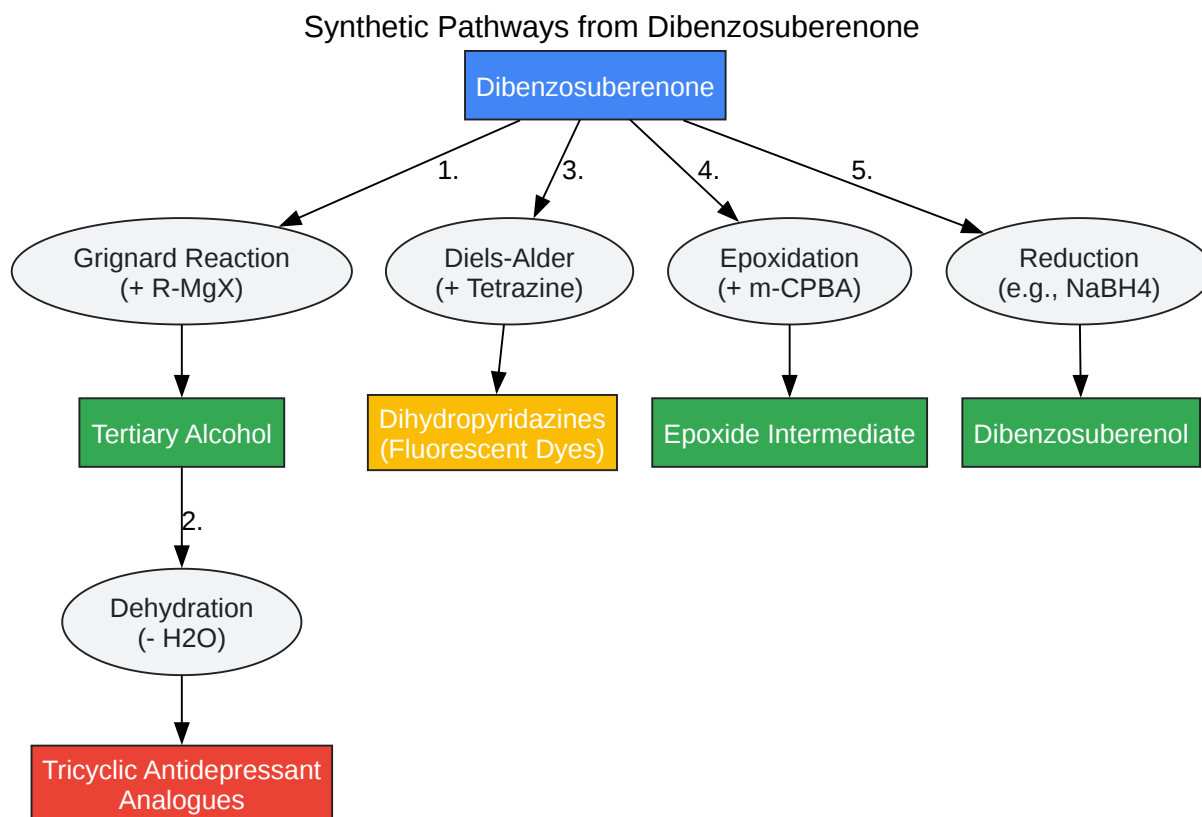 Synthetic Pathways from Dibenzosuberenone
Dibenzosuberenone
1.
3.
4.
5.
Grignard Reaction
(+ R-MgX)
Diels-Alder
(+ Tetrazine)
Epoxidation
(+ m-CPBA)
Reduction
(e.g., NaBH4)
Tertiary Alcohol
Dihydropyridazines
(Fluorescent Dyes)
Epoxide Intermediate
Dibenzosuberenol
2.
Dehydration
(- H2O)
Tricyclic Antidepressant
Analogues